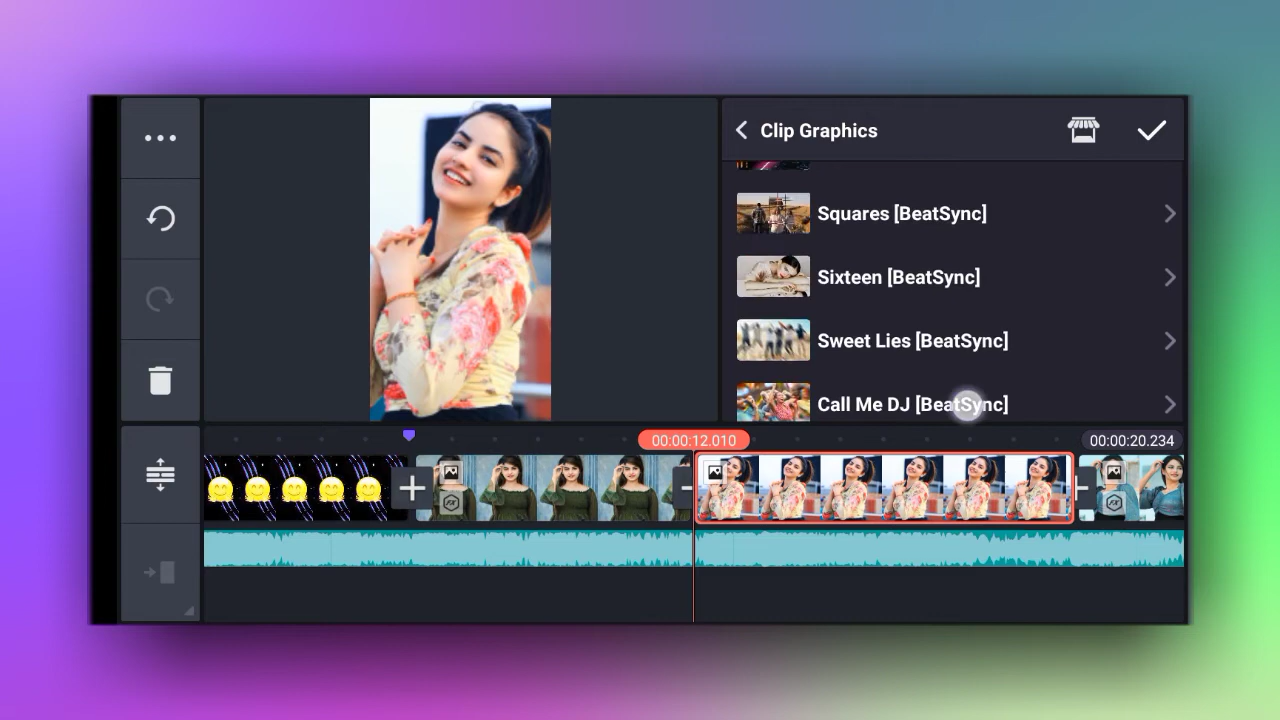 Clip Graphics
Squares [BeatSync]
Sixteen [BeatSync]
Sweet Lies [BeatSync]
Call Me DJ [BeatSync]
00:00:12.010
00:00:20.234